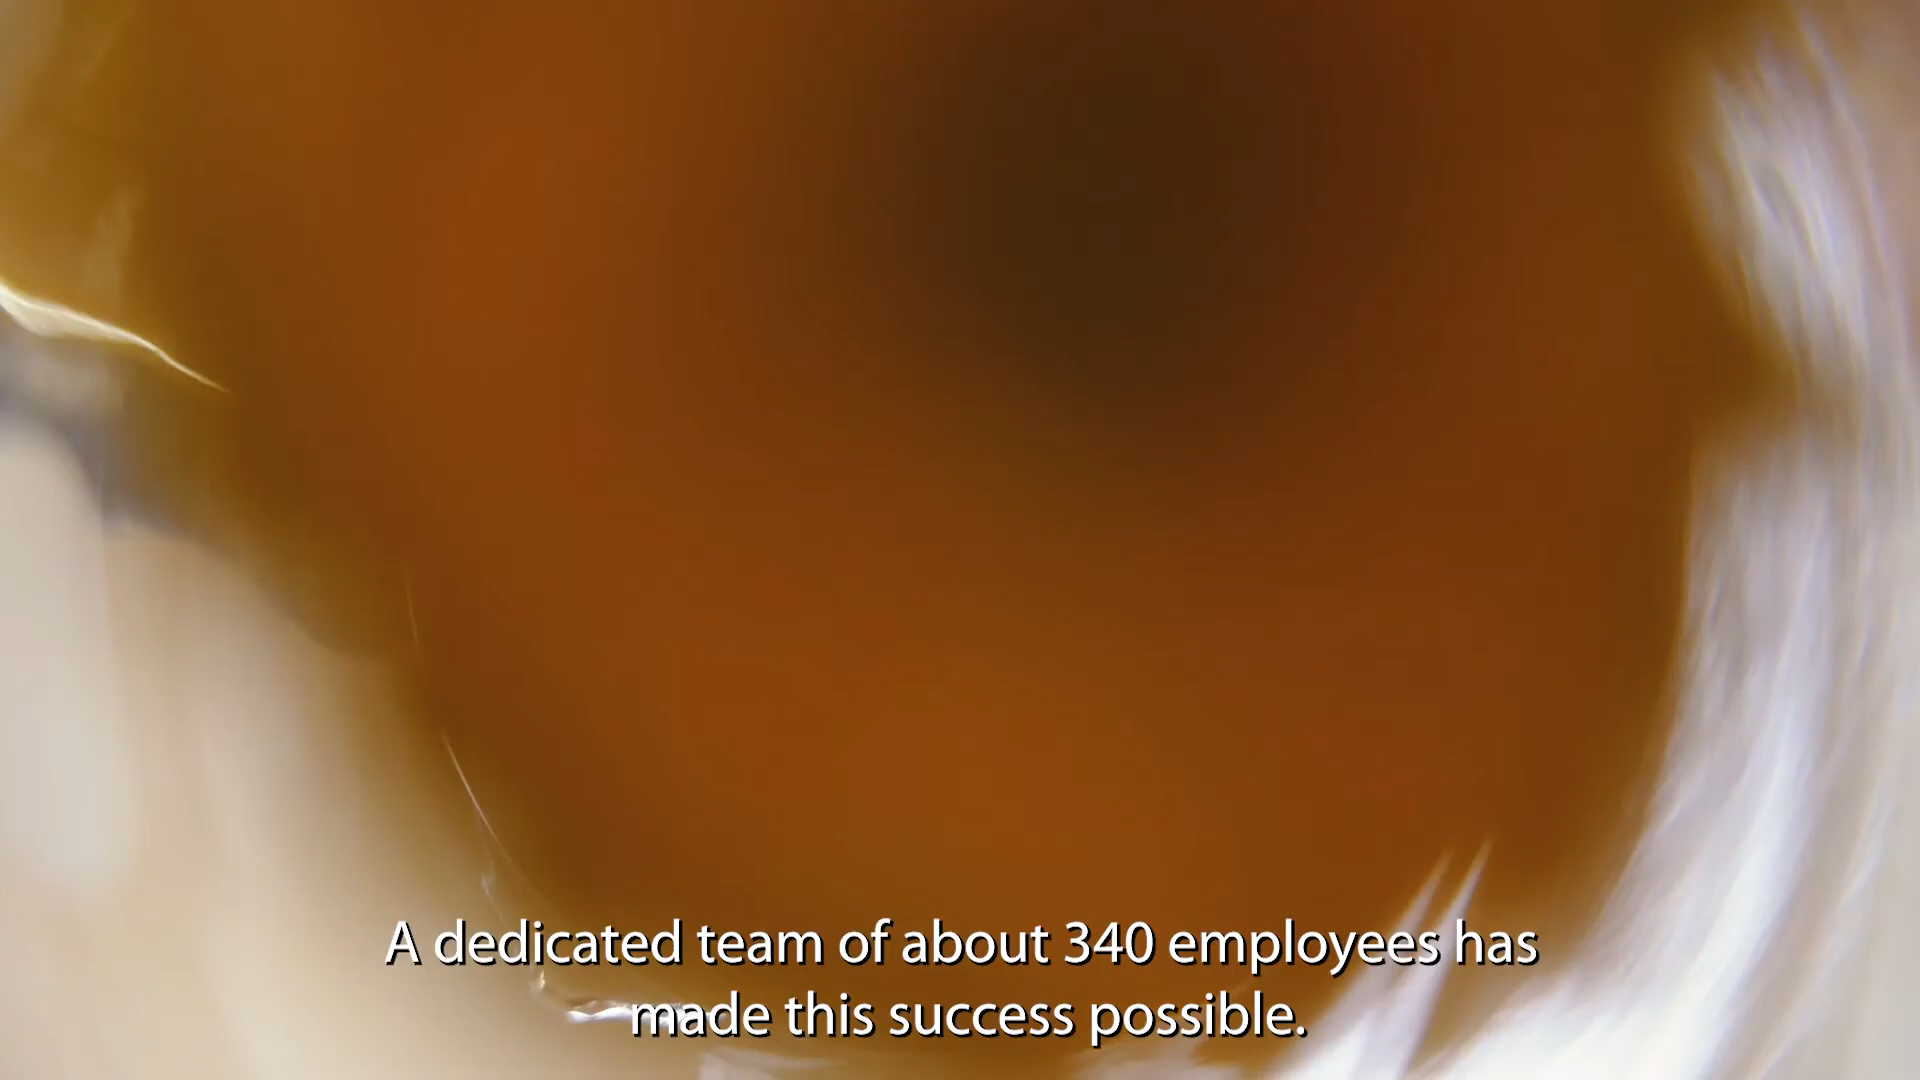 A dedicated team of about 340 employees has
made this success possible.